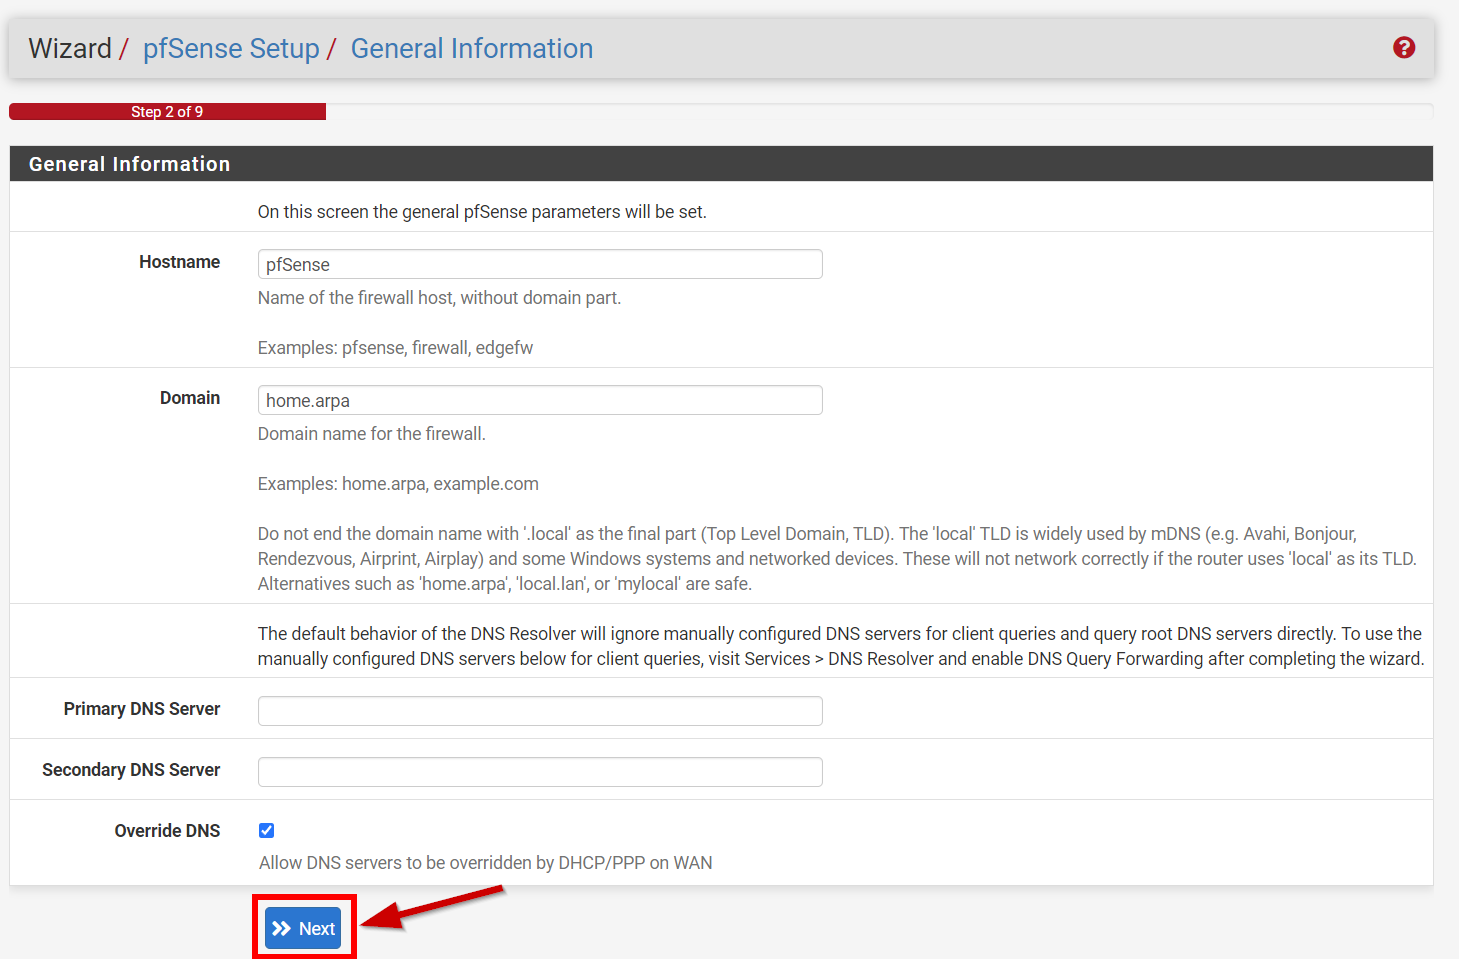 Wizard / pfSense Setup / General Information
Step 2 of 9
General Information
On this screen the general pfSense parameters will be set.
Hostname
pfSense
Name of the firewall host, without domain part.
Examples: pfsense, firewall, edgefw
Domain
home.arpa
Domain name for the firewall.
Examples: home.arpa, example.com
Do not end the domain name with '.local' as the final part (Top Level Domain, TLD). The 'local' TLD is widely used by mDNS (e.g. Avahi, Bonjour,
Rendezvous, Airprint, Airplay) and some Windows systems and networked devices. These will not network correctly if the router uses 'local' as its TLD.
Alternatives such as 'home.arpa', 'local.lan', or 'mylocal' are safe.
The default behavior of the DNS Resolver will ignore manually configured DNS servers for client queries and query root DNS servers directly. To use the
manually configured DNS servers below for client queries, visit Services > DNS Resolver and enable DNS Query Forwarding after completing the wizard.
Primary DNS Server
Secondary DNS Server
Override DNS
Allow DNS servers to be overridden by DHCP/PPP on WAN
Next